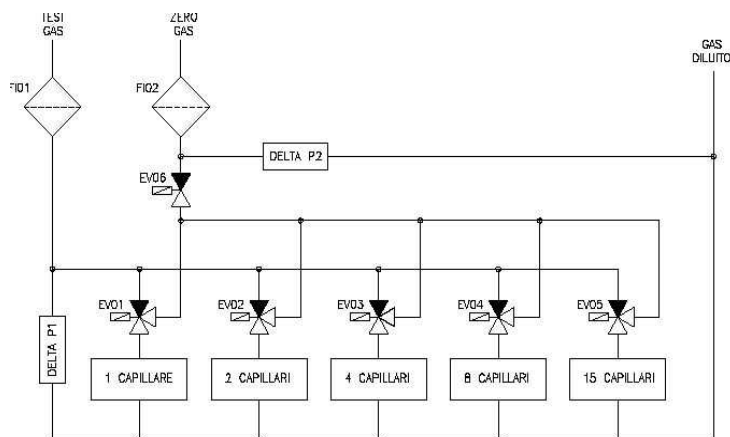 TEST
GAS
ZERO
GAS
GAS
DILUITO
FI01
FI02
DELTA P2
EV06
EV01
EV02
EV03
EV04
EV05
DELTA P1
1 CAPILLARE
2 CAPILLARI
4 CAPILLARI
8 CAPILLARI
15 CAPILLARI